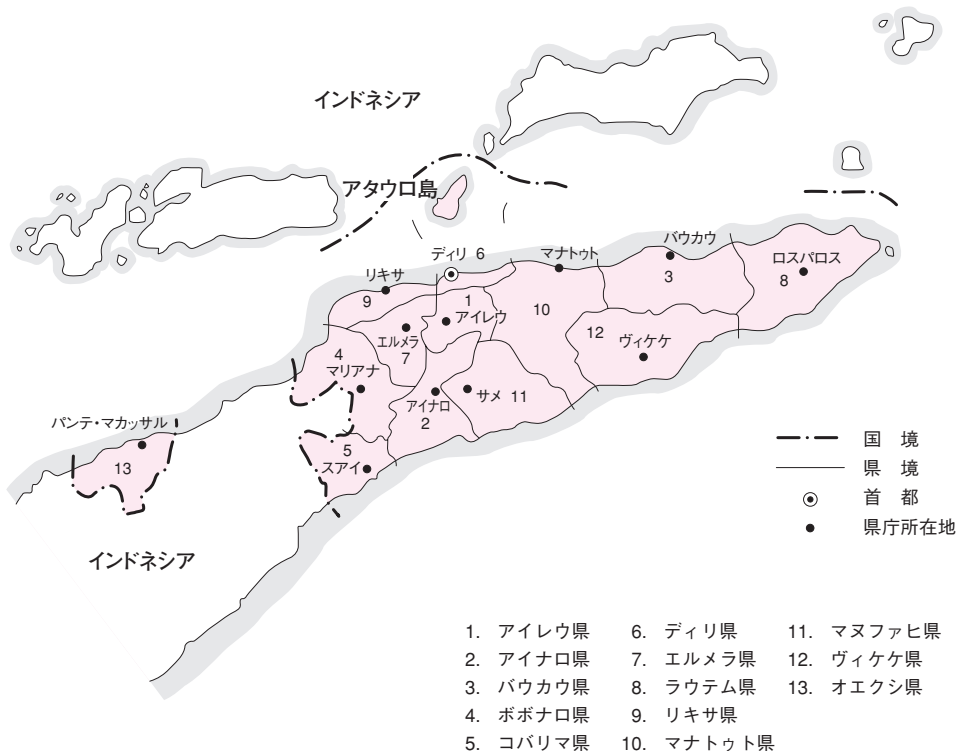 インドネシア
アタウロ島
バウカウ
ディリ 6
マナトゥト
ロスパロス
リキサ
3
8
9
1
10
アイレウ
エルメラ
7
12
ヴィケケ
4
マリアナ
アイナロ
2
サメ 11
パンテ・マカッサル
13
5
スアイ
インドネシア
国 境
県 境
首 都
県庁所在地
1. アイレウ県 6. ディリ県 11. マヌファヒ県
2. アイナロ県 7. エルメラ県 12. ヴィケケ県
3. バウカウ県 8. ラウテム県 13. オエクシ県
4. ボボナロ県 9. リキサ県
5. コバリマ県 10. マナトゥト県